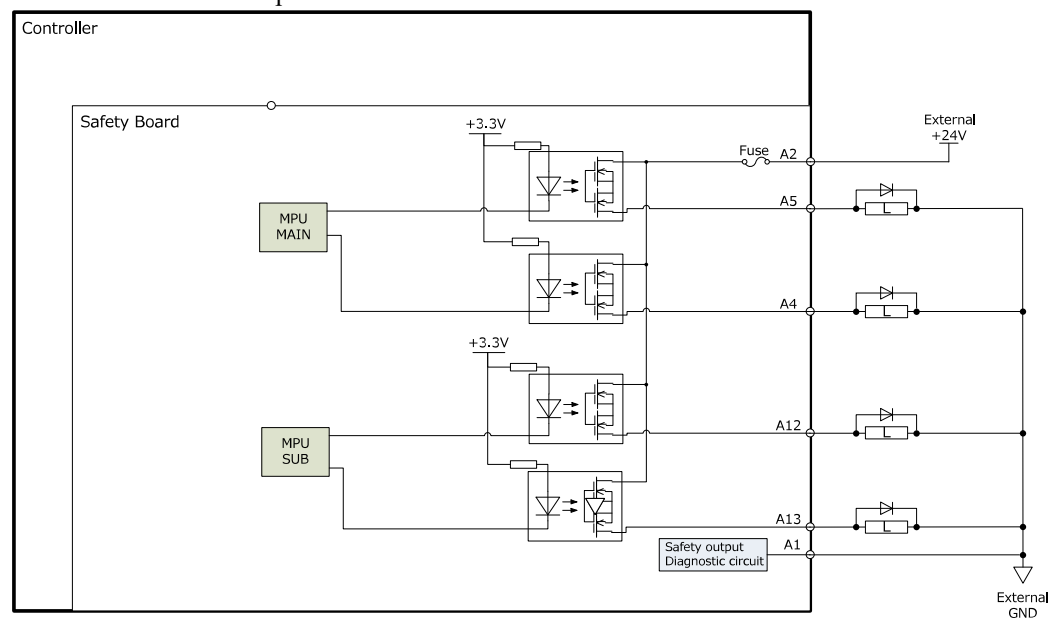 Controller
Safety Board
+3.3V
External
+24V
Fuse
A2
A5
MPU
MAIN
L
A4
L
+3.3V
A12
L
MPU
SUB
A13
L
Safety output
Diagnostic circuit
A1
External
GND